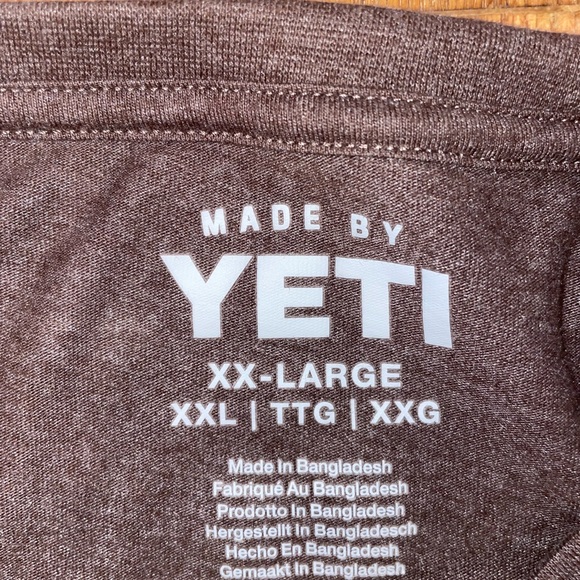 MADE BY
YETI
XX-LARGE
XXL | TTG | XXG
Made In Bangladesh
Fabriqué Au Bangladesh
Prodotto In Bangladesh
Hergestellt In Bangladesch
Hecho En Bangladesh
Gemaakt In Bangladesh